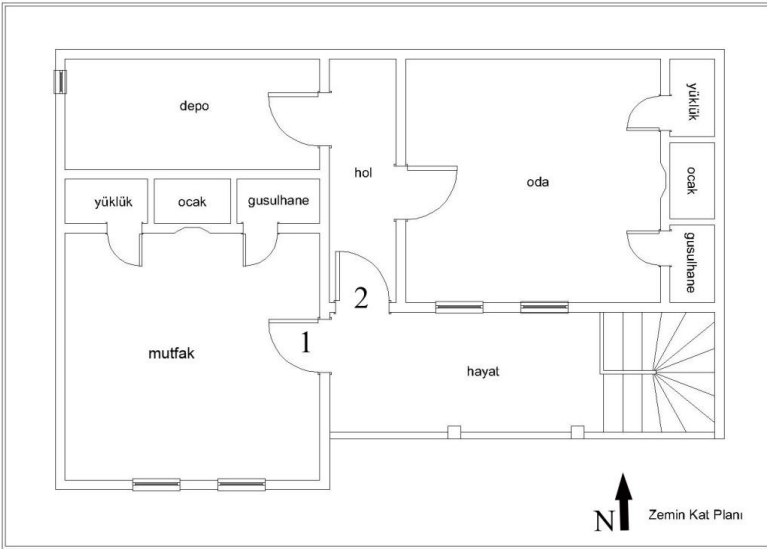 depo
hol
oda
yüklük
ocak
gusulhane
yüklük
ocak
gusulhane
mutfak
1
2
hayat
N
Zemin Kat Planı